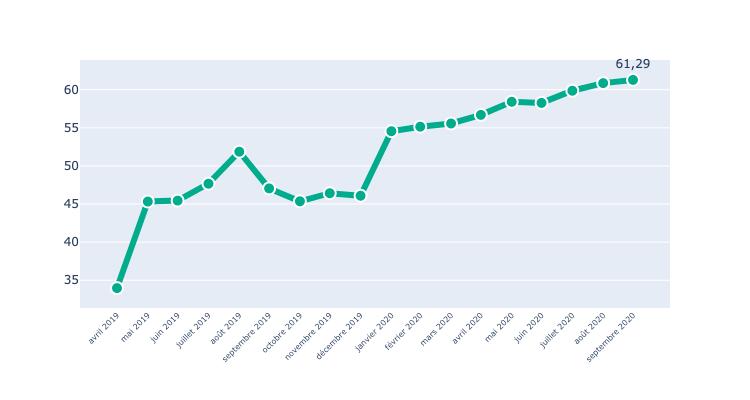 61,29
60
55
50
45
40
35
avril 2019
mai 2019
juin 2019
juillet 2019
août 2019
septembre 2019
octobre 2019
novembre 2019
décembre 2019
janvier 2020
février 2020
mars 2020
avril 2020
mai 2020
juin 2020
juillet 2020
août 2020
septembre 2020